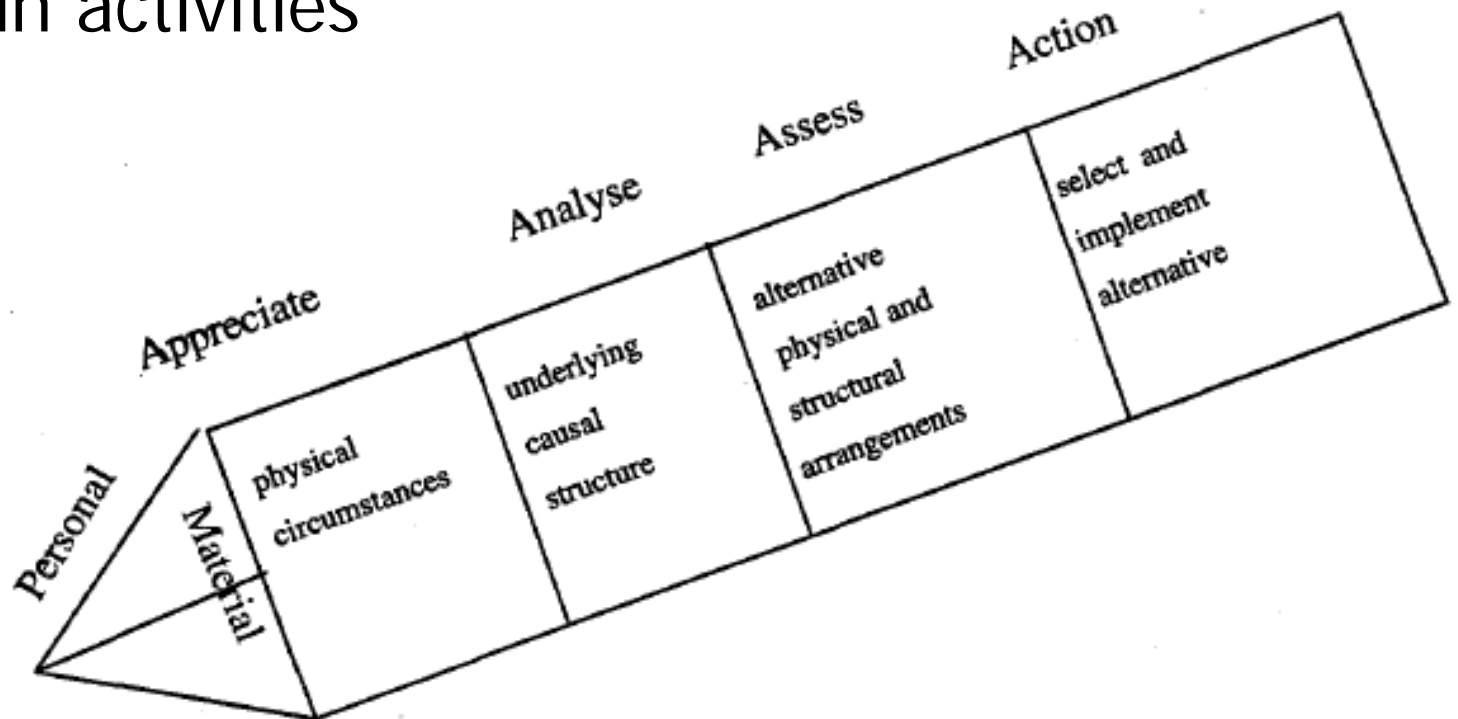 in activities
Appreciate
Analyse
Assess
Action
Personal
Material
physical
circumstances
underlying
causal
structure
alternative
physical and
structural
arrangements
select and
implement
alternative